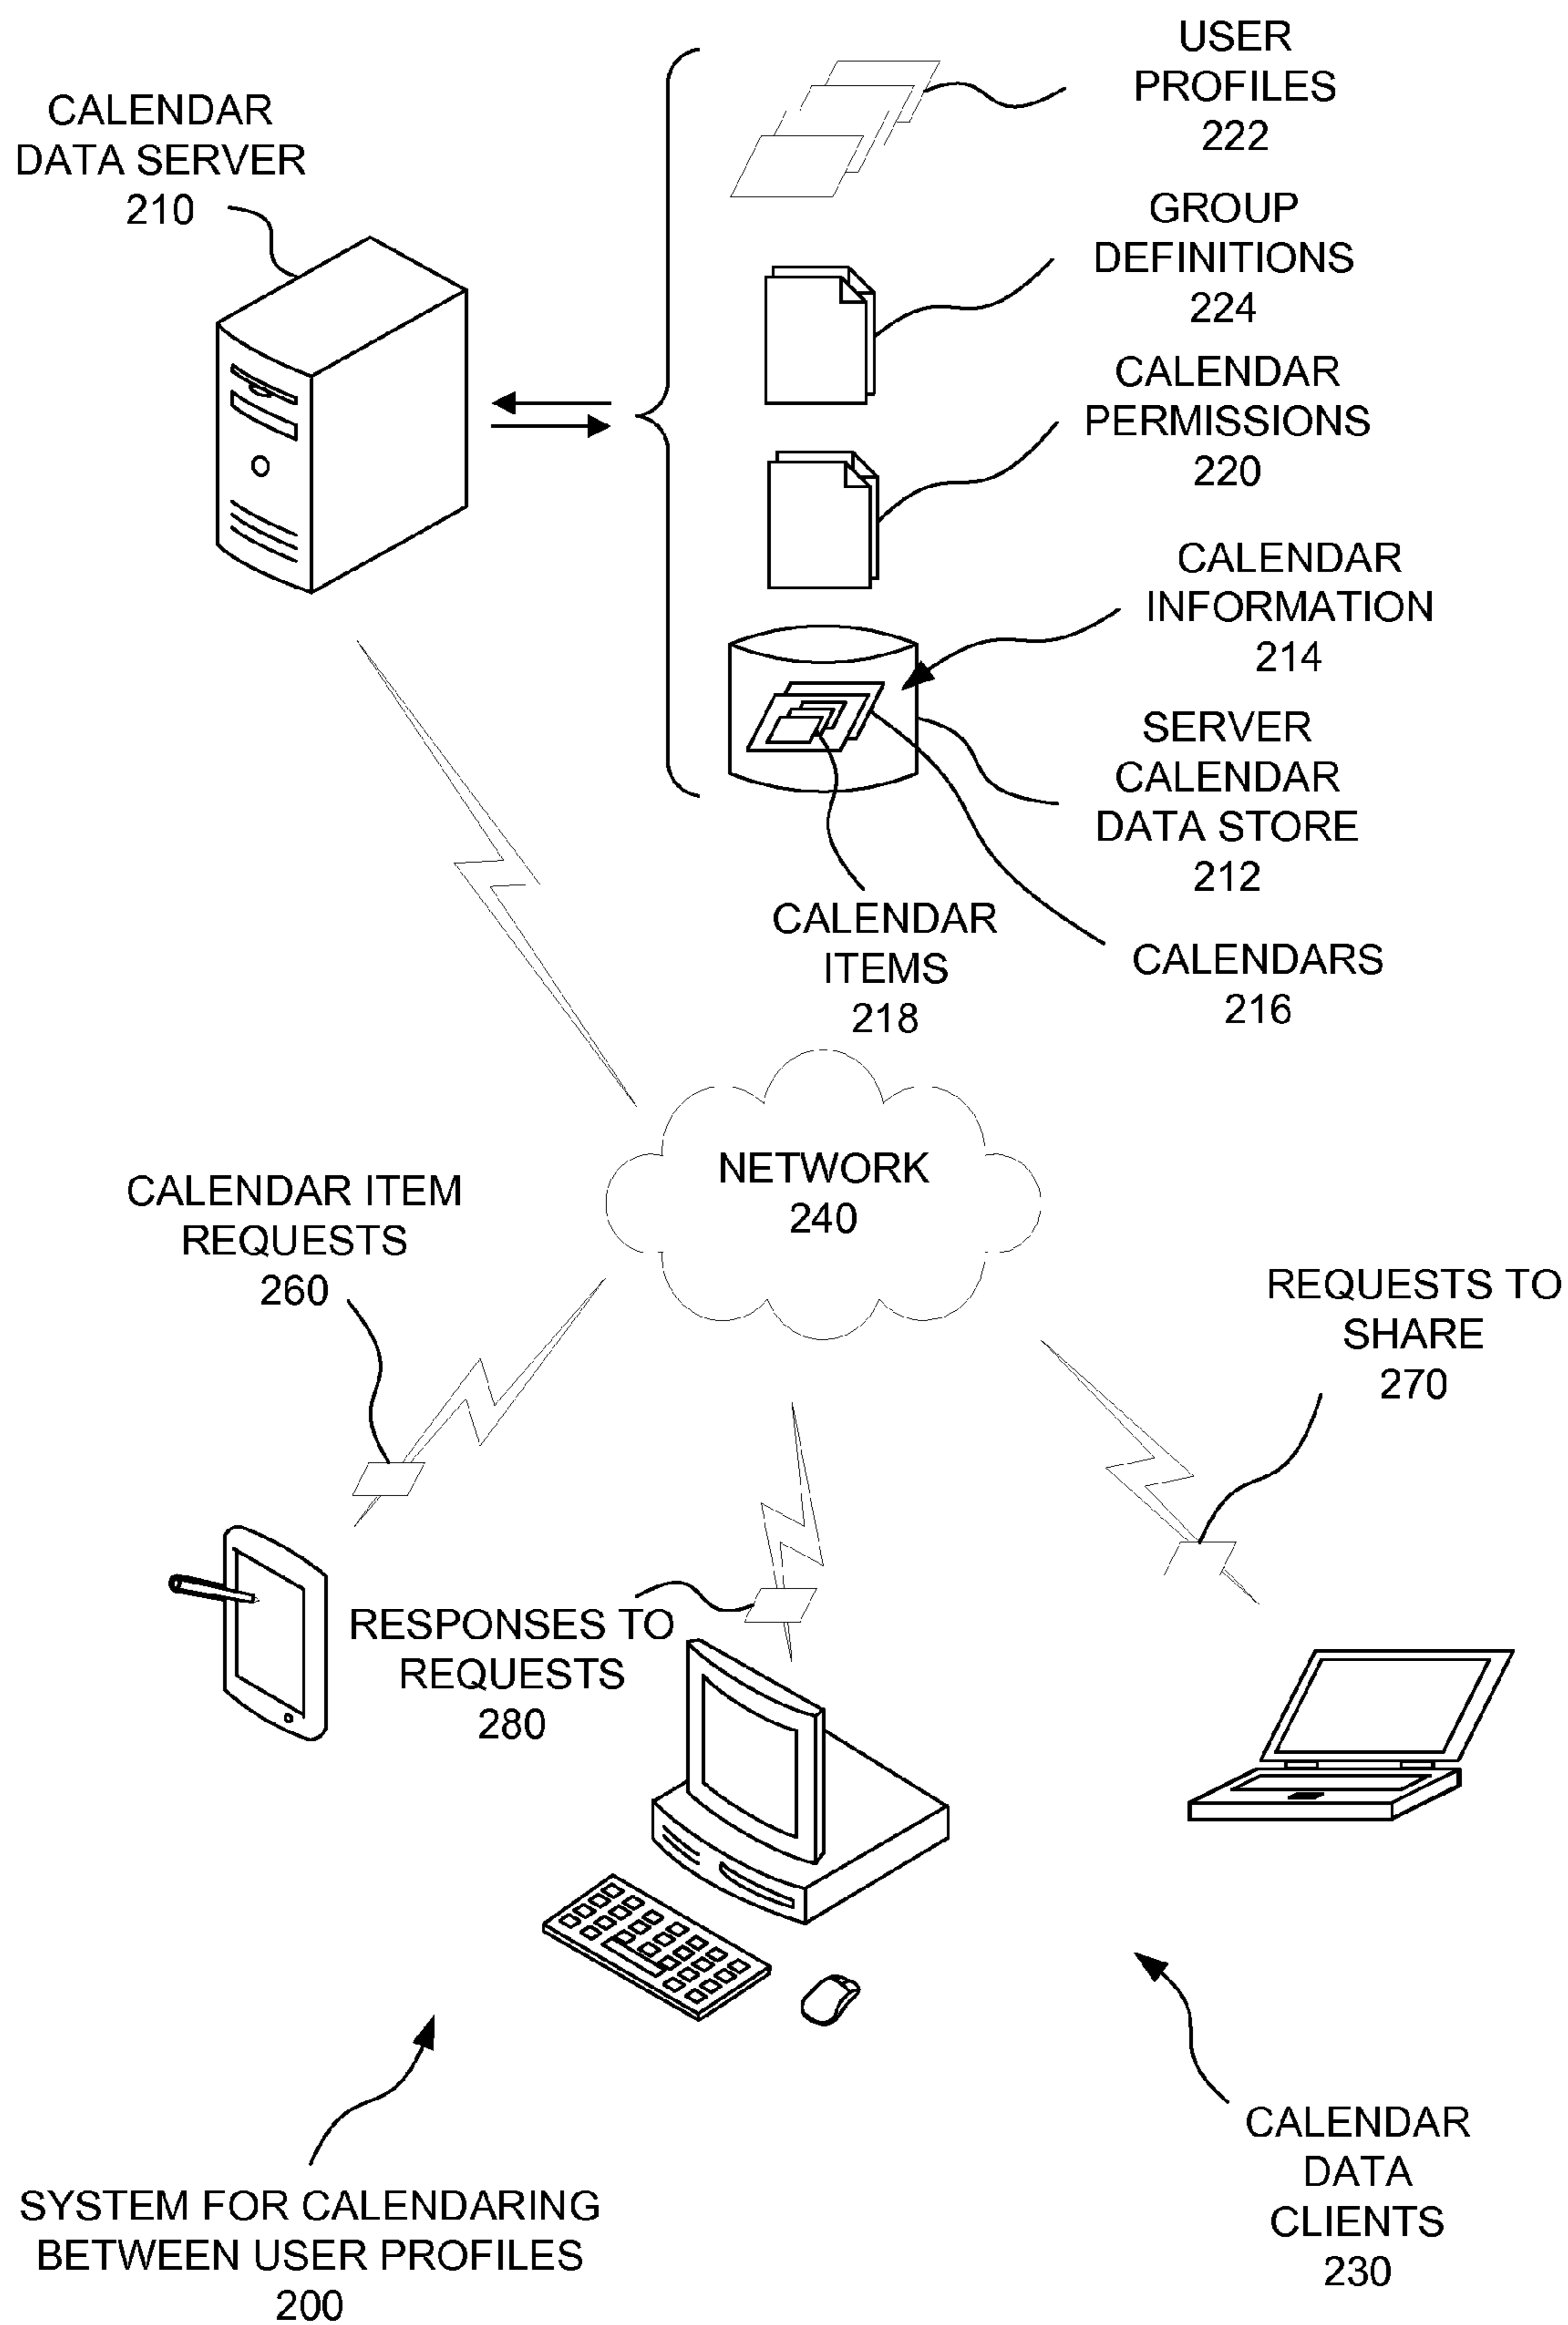 USER
PROFILES
222
CALENDAR
DATA SERVER
210
GROUP
DEFINITIONS
224
CALENDAR
PERMISSIONS
220
CALENDAR
INFORMATION
214
SERVER
CALENDAR
DATA STORE
212
CALENDAR
ITEMS
218
CALENDARS
216
NETWORK
240
CALENDAR ITEM
REQUESTS
260
REQUESTS TO
SHARE
270
RESPONSES TO
REQUESTS
280
CALENDAR
DATA
CLIENTS
230
SYSTEM FOR CALENDARING
BETWEEN USER PROFILES
200